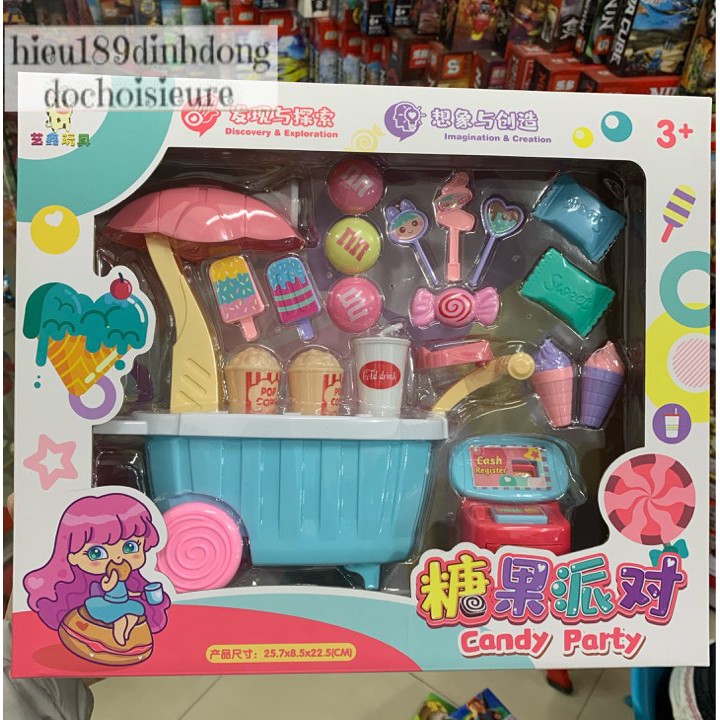 hieu189dinhdong
dochoisieure
艺鑫玩具
发现与探索
Discovery & Exploration
想象与创造
Imagination & Creation
3+
m
m
m
Sweet
POP
CORN
Cold drink
Cash
Register
糖果派对
Candy Party
产品尺寸：25.7x8.5x22.5(CM)